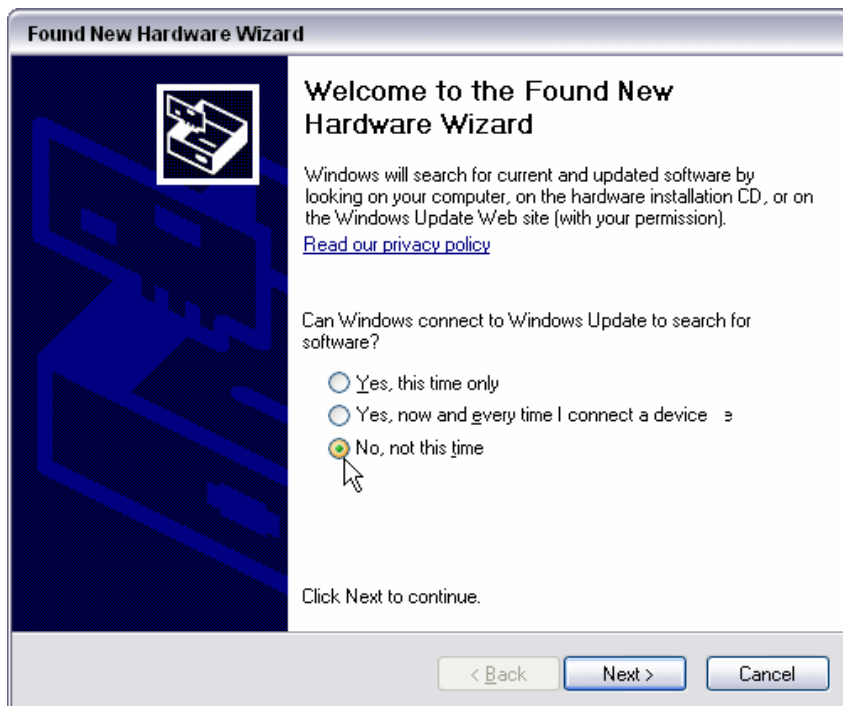 Found New Hardware Wizard
Welcome to the Found New
Hardware Wizard
Windows will search for current and updated software by
looking on your computer, on the hardware installation CD, or on
the Windows Update Web site (with your permission).
Read our privacy policy
Can Windows connect to Windows Update to search for
software?
Yes, this time only
Yes, now and every time I connect a device e
No, not this time
Click Next to continue.
< Back Next > Cancel